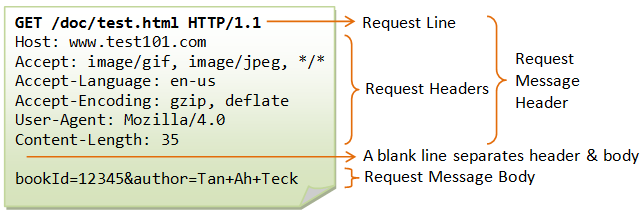 GET /doc/test.html HTTP/1.1
Host: www.test101.com
Accept: image/gif, image/jpeg, */*
Accept-Language: en-us
Accept-Encoding: gzip, deflate
User-Agent: Mozilla/4.0
Content-Length: 35
bookId=12345&author=Tan+Ah+Teck
Request Line
Request Headers
Request
Message
Header
A blank line separates header & body
Request Message Body